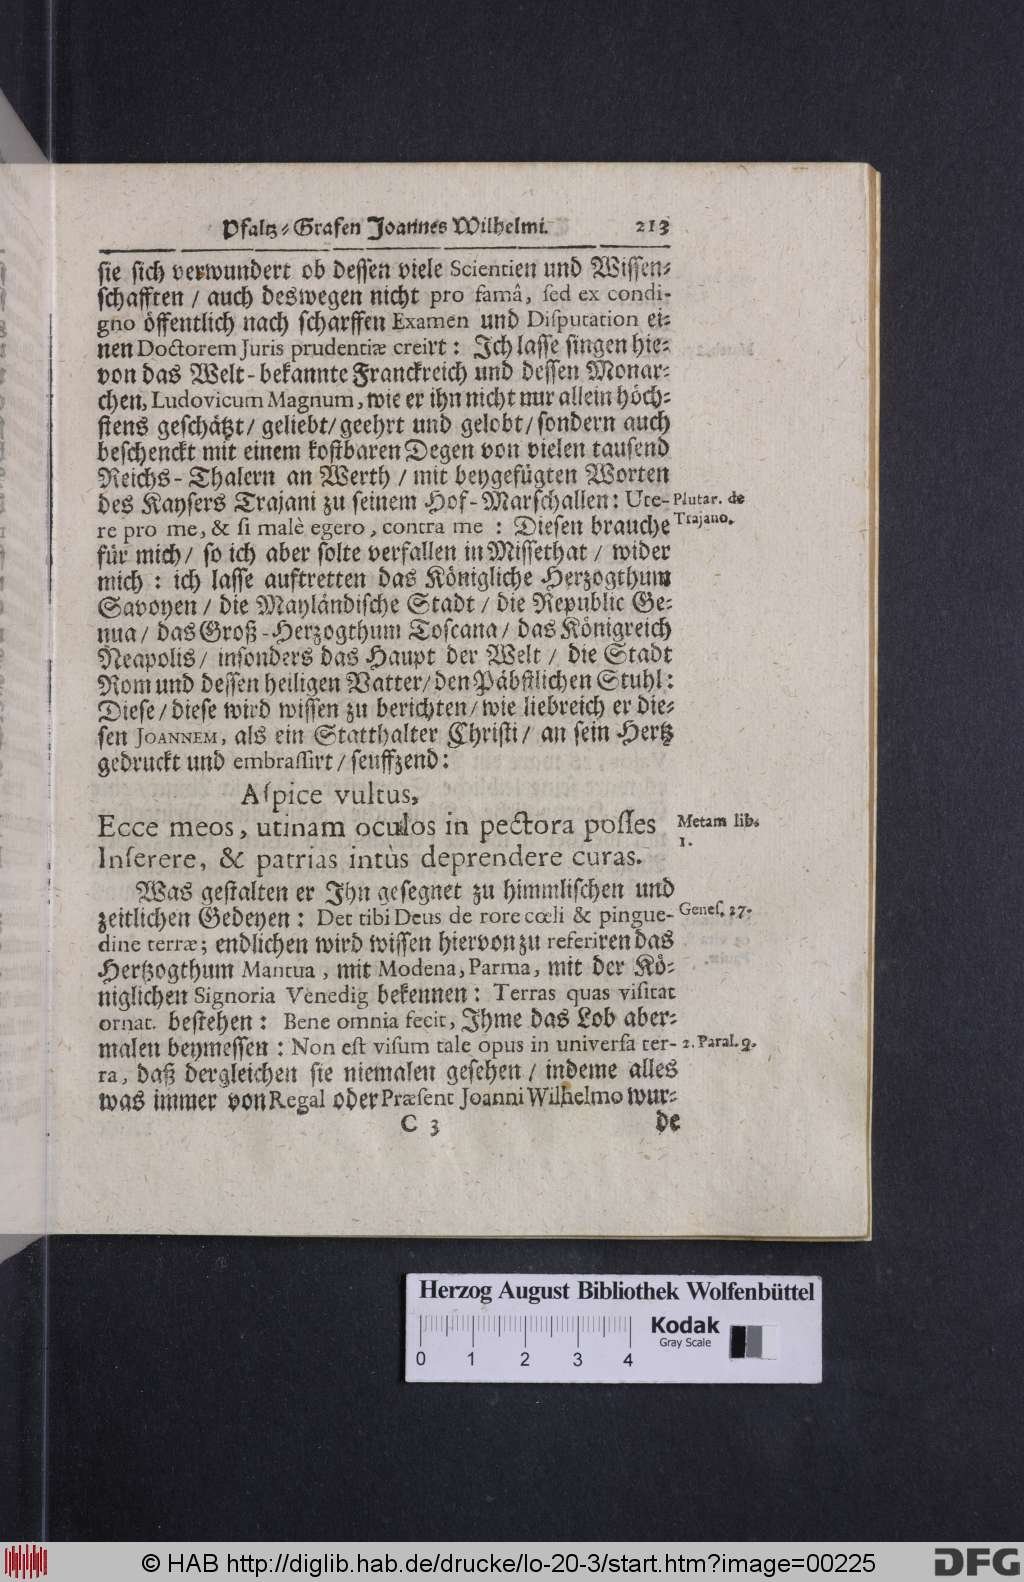 Pfaltz-Grafen Joannes Wilhelmi. 213
sie sich verwundert ob dessen viele Scientien und Wissen-
schafften / auch deswegen nicht pro famâ, sed ex condi-
gno öffentlich nach scharffen Examen und Disputation ei-
nen Doctorem Juris prudentiæ creirt: Ich lasse singen hie-
von das Welt-bekannte Franckreich und dessen Monar-
chen, Ludovicum Magnum, wie er ihn nicht nur allein höch-
stens geschätzt / geliebt / geehrt und gelobt / sondern auch
beschenckt mit einem kostbaren Degen von vielen tausend
Reichs-Thalern an Werth / mit beygefügten Worten
des Kaysers Trajani zu seinem Hof-Marschallen: Ute-
Plutar. de
re pro me, & si malè egero, contra me: Diesen brauche
Trajano.
für mich / so ich aber solte verfallen in Missethat / wider
mich: ich lasse auftretten das Königliche Herzogthum
Savoyen / die Mayländische Stadt / die Republic Ge-
nua / das Groß-Herzogthum Toscana / das Königreich
Neapolis / insonders das Haupt der Welt / die Stadt
Rom und dessen heiligen Vatter / den Päbstlichen Stuhl:
Diese / diese wird wissen zu berichten / wie liebreich er die-
sen JOANNEM, als ein Statthalter Christi / an sein Hertz
gedruckt und embrassirt / seuffzend:
Aspice vultus,
Ecce meos, utinam oculos in pectora posses
Metam lib.
1.
Inserere, & patrias intùs deprendere curas.
Was gestalten er Ihn gesegnet zu himmlischen und
zeitlichen Gedeyen: Det tibi Deus de rore cœli & pingue-
Genes. 27.
dine terræ; endlichen wird wissen hiervon zu referiren das
Hertzogthum Mantua, mit Modena, Parma, mit der Kö-
niglichen Signoria Venedig bekennen: Terras quas visitat
ornat. bestehen: Bene omnia fecit, Ihme das Lob aber-
malen beymessen: Non est visum tale opus in universa ter-
2. Paral. 9.
ra, daß dergleichen sie niemalen gesehen / indeme alles
was immer von Regal oder Præsent Joanni Wilhelmo wur-
C 3 de
Herzog August Bibliothek Wolfenbüttel
0 1 2 3 4
Kodak
Gray Scale
© HAB http://diglib.hab.de/drucke/lo-20-3/start.htm?image=00225
DFG